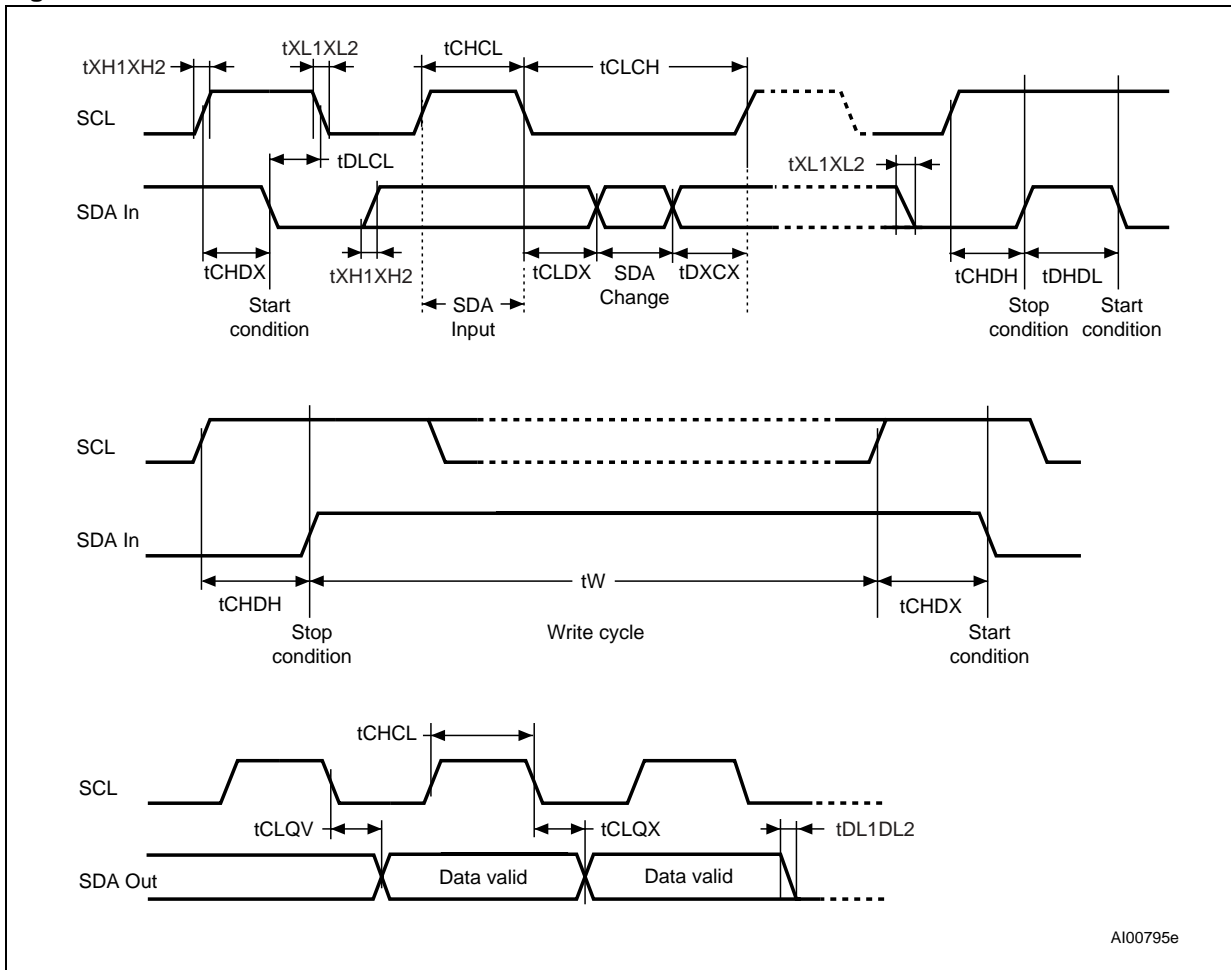 tXH1XH2
tXL1XL2
tCHCL
tCLCH
SCL
tDLCL
tXL1XL2
SDA In
tCHDX
tXH1XH2
tCLDX
SDA
Change
tDXCX
tCHDH
tDHDL
Start
condition
SDA
Input
Stop
condition
Start
condition
SCL
SDA In
tCHDH
tW
tCHDX
Stop
condition
Write cycle
Start
condition
tCHCL
SCL
tCLQV
tCLQX
tDL1DL2
SDA Out
Data valid
Data valid
AI00795e